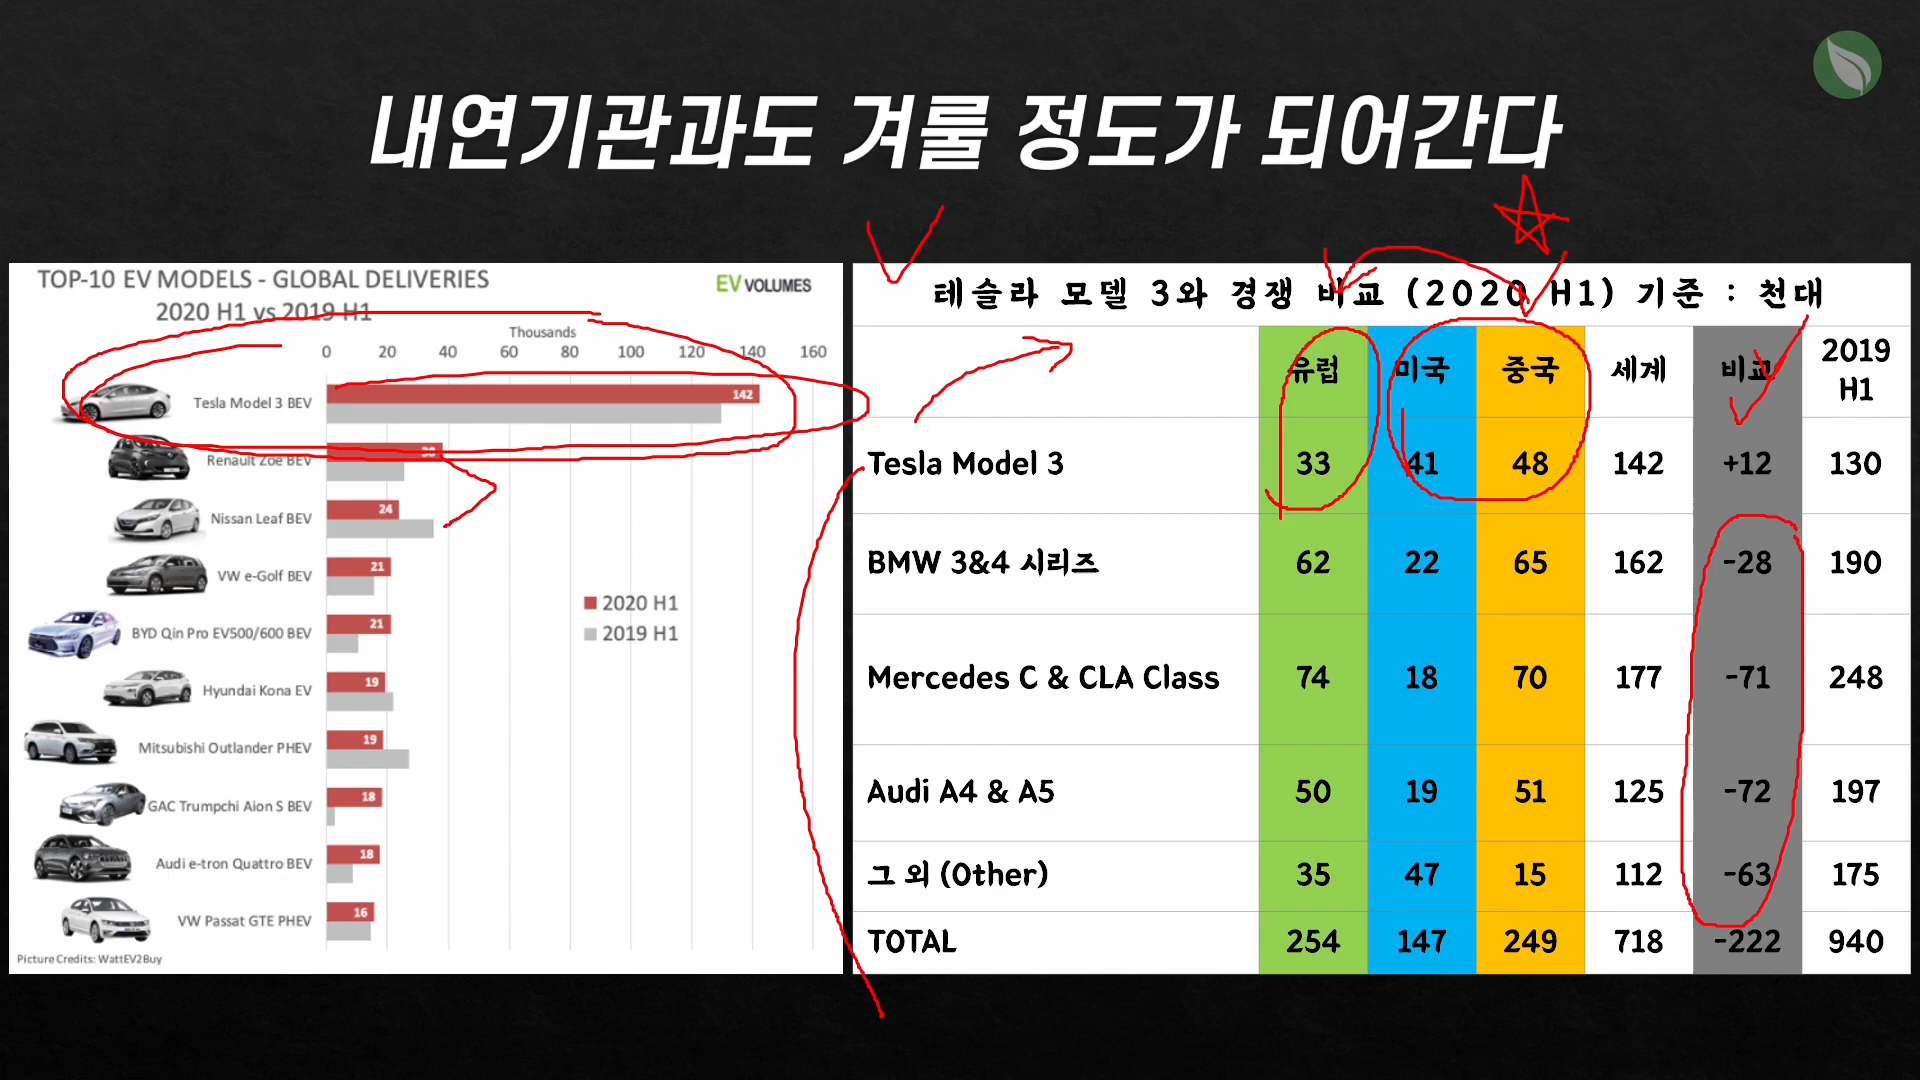 내연기관과도 겨룰 정도가 되어간다
TOP-10 EV MODELS - GLOBAL DELIVERIES
2020 H1 vs 2019 H1
EV VOLUMES
Thousands
0 20 40 60 80 100 120 140 160
Tesla Model 3 BEV 142
Renault Zoe BEV
Nissan Leaf BEV 24
VW e-Golf BEV 21
BYD Qin Pro EV500/600 BEV 21
Hyundai Kona EV 19
Mitsubishi Outlander PHEV 19
GAC Trumpchi Aion S BEV 18
Audi e-tron Quattro BEV 18
VW Passat GTE PHEV 16
2020 H1
2019 H1
Picture Credits: WattEV2Buy
테슬라 모델 3와 경쟁 비교 (2020 H1) 기준 : 천대
유럽 미국 중국 세계 비교 2019 H1
Tesla Model 3 33 41 48 142 +12 130
BMW 3&4 시리즈 62 22 65 162 -28 190
Mercedes C & CLA Class 74 18 70 177 -71 248
Audi A4 & A5 50 19 51 125 -72 197
그 외 (Other) 35 47 15 112 -63 175
TOTAL 254 147 249 718 -222 940